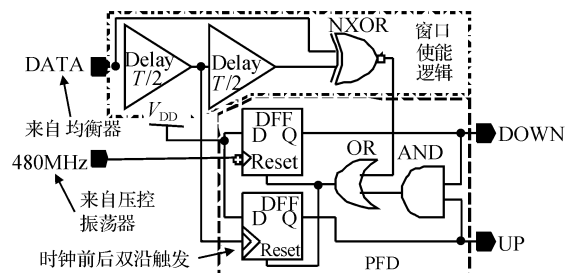 NXOR
窗口
使能
逻辑
DATA
Delay
T/2
Delay
T/2
来自均衡器
VDD
DFF
D Q
Reset
DOWN
480MHz
OR
AND
来自压控
振荡器
DFF
D Q
Reset
UP
时钟前后双沿触发
PFD